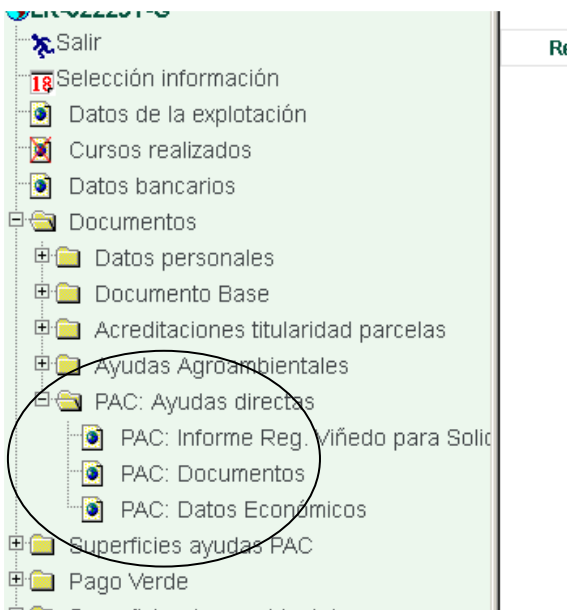 Salir
Re
18 Selección información
Datos de la explotación
Cursos realizados
Datos bancarios
Documentos
Datos personales
Documento Base
Acreditaciones titularidad parcelas
Ayudas Agroambientales
PAC: Ayudas directas
PAC: Informe Reg. Viñedo para Solic
PAC: Documentos
PAC: Datos Económicos
Superficies ayudas PAC
Pago Verde